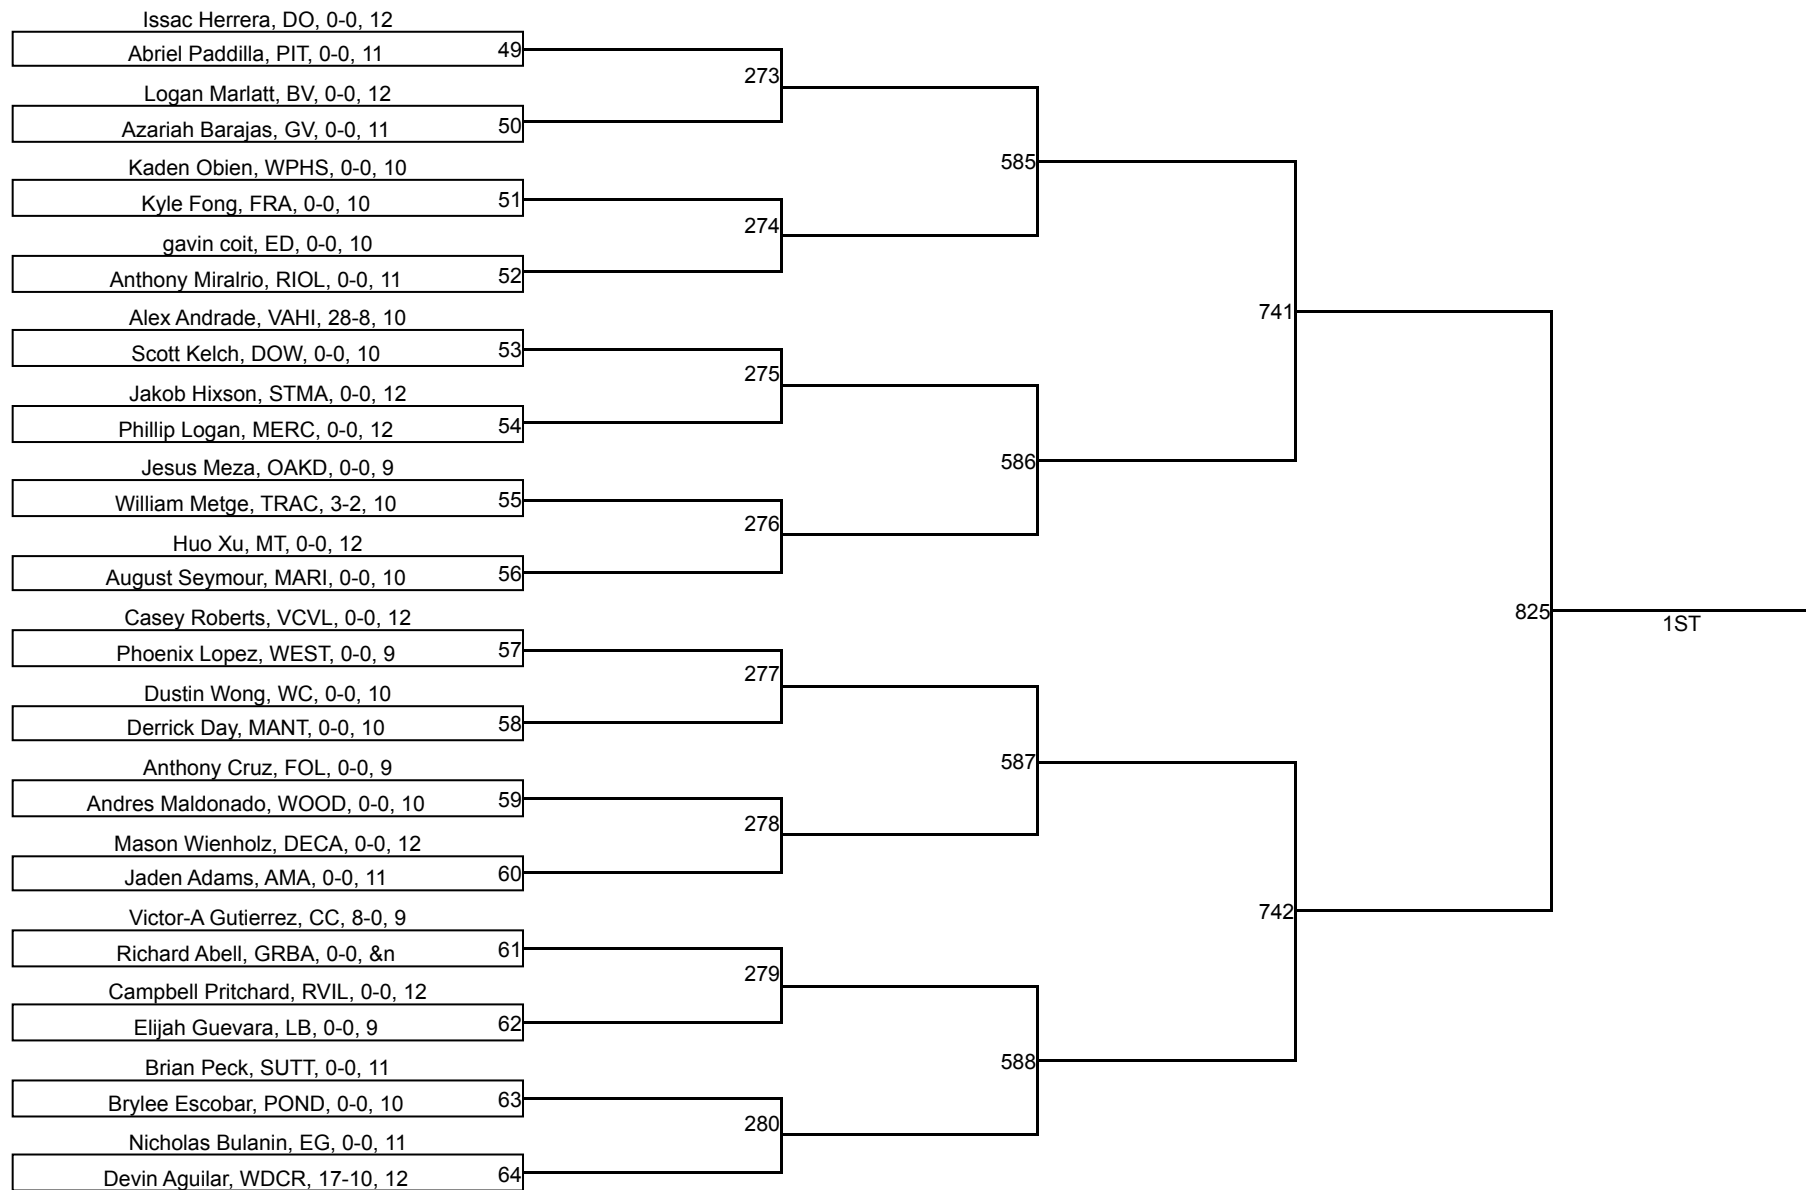 Issac Herrera, DO, 0-0, 12
Abriel Paddilla, PIT, 0-0, 11
49
273
Logan Marlatt, BV, 0-0, 12
Azariah Barajas, GV, 0-0, 11
50
585
Kaden Obien, WPHS, 0-0, 10
Kyle Fong, FRA, 0-0, 10
51
274
gavin coit, ED, 0-0, 10
Anthony Miralrio, RIOL, 0-0, 11
52
741
Alex Andrade, VAHI, 28-8, 10
Scott Kelch, DOW, 0-0, 10
53
275
Jakob Hixson, STMA, 0-0, 12
Phillip Logan, MERC, 0-0, 12
54
586
Jesus Meza, OAKD, 0-0, 9
William Metge, TRAC, 3-2, 10
55
276
Huo Xu, MT, 0-0, 12
August Seymour, MARI, 0-0, 10
56
825
1ST
Casey Roberts, VCVL, 0-0, 12
Phoenix Lopez, WEST, 0-0, 9
57
277
Dustin Wong, WC, 0-0, 10
Derrick Day, MANT, 0-0, 10
58
587
Anthony Cruz, FOL, 0-0, 9
Andres Maldonado, WOOD, 0-0, 10
59
278
Mason Wienholz, DECA, 0-0, 12
Jaden Adams, AMA, 0-0, 11
60
742
Victor-A Gutierrez, CC, 8-0, 9
Richard Abell, GRBA, 0-0, &n
61
279
Campbell Pritchard, RVIL, 0-0, 12
Elijah Guevara, LB, 0-0, 9
62
588
Brian Peck, SUTT, 0-0, 11
Brylee Escobar, POND, 0-0, 10
63
280
Nicholas Bulanin, EG, 0-0, 11
Devin Aguilar, WDCR, 17-10, 12
64